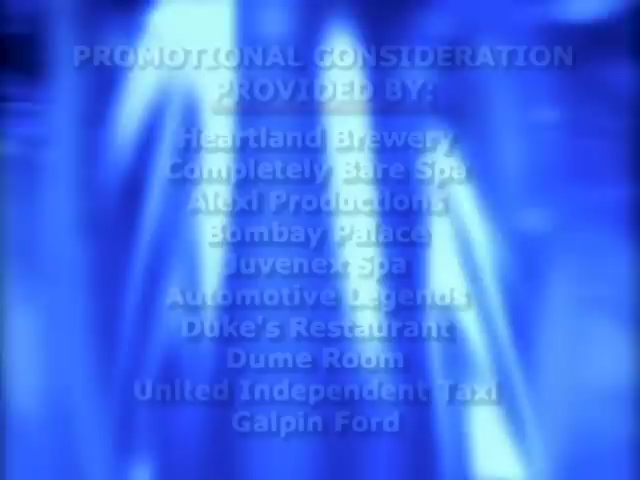 PROMOTIONAL CONSIDERATION
PROVIDED BY:
Heartland Brewery
Completely Bare Spa
Alexi Productions
Bombay Palace
Juvenex Spa
Automotive Legends
Duke's Restaurant
Dume Room
United Independent Taxi
Galpin Ford